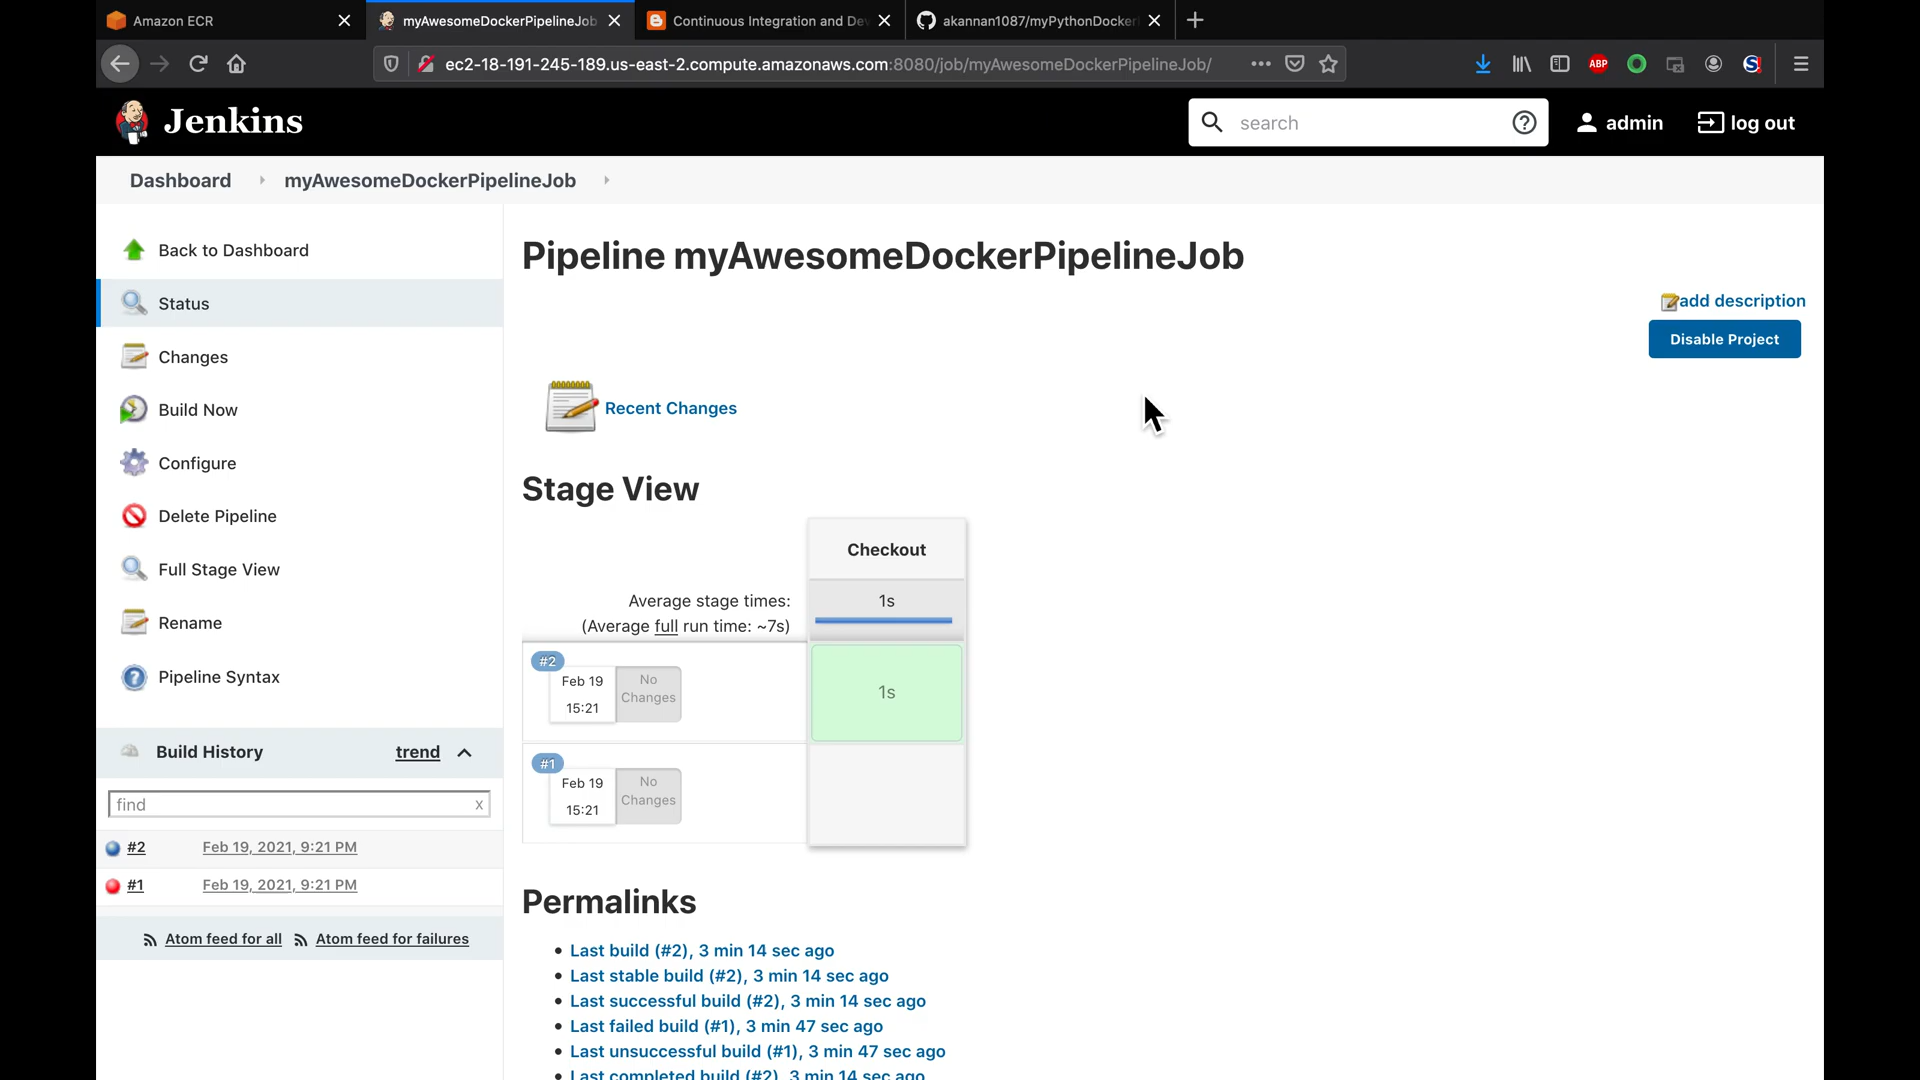 Amazon ECR
myAwesomeDockerPipelineJob
Continuous Integration and De
akannan1087/myPythonDocker
ec2-18-191-245-189.us-east-2.compute.amazonaws.com:8080/job/myAwesomeDockerPipelineJob/
ABP
Jenkins
search
admin
log out
Dashboard
myAwesomeDockerPipelineJob
Back to Dashboard
Status
Changes
Build Now
Configure
Delete Pipeline
Full Stage View
Rename
Pipeline Syntax
Build History
trend
find
x
#2 Feb 19, 2021, 9:21 PM
#1 Feb 19, 2021, 9:21 PM
Atom feed for all
Atom feed for failures
Pipeline myAwesomeDockerPipelineJob
add description
Disable Project
Recent Changes
Stage View
Checkout
Average stage times:
1s
(Average full run time: ~7s)
#2
Feb 19
15:21
No
Changes
1s
#1
Feb 19
15:21
No
Changes
Permalinks
Last build (#2), 3 min 14 sec ago
Last stable build (#2), 3 min 14 sec ago
Last successful build (#2), 3 min 14 sec ago
Last failed build (#1), 3 min 47 sec ago
Last unsuccessful build (#1), 3 min 47 sec ago
Last completed build (#2), 3 min 14 sec ago